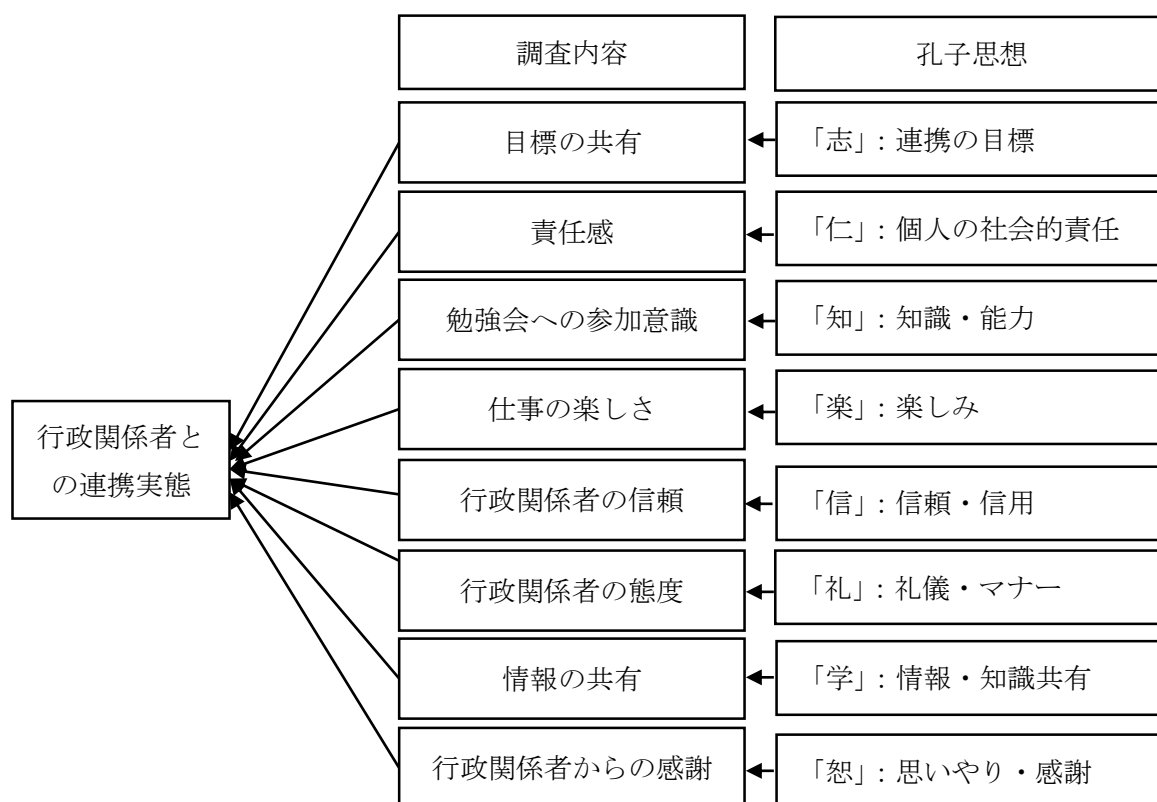 調査内容
孔子思想
目標の共有
「志」：連携の目標
責任感
「仁」：個人の社会的責任
勉強会への参加意識
「知」：知識・能力
仕事の楽しさ
「楽」：楽しみ
行政関係者と
の連携実態
行政関係者の信頼
「信」：信頼・信用
行政関係者の態度
「礼」：礼儀・マナー
情報の共有
「学」：情報・知識共有
行政関係者からの感謝
「恕」：思いやり・感謝